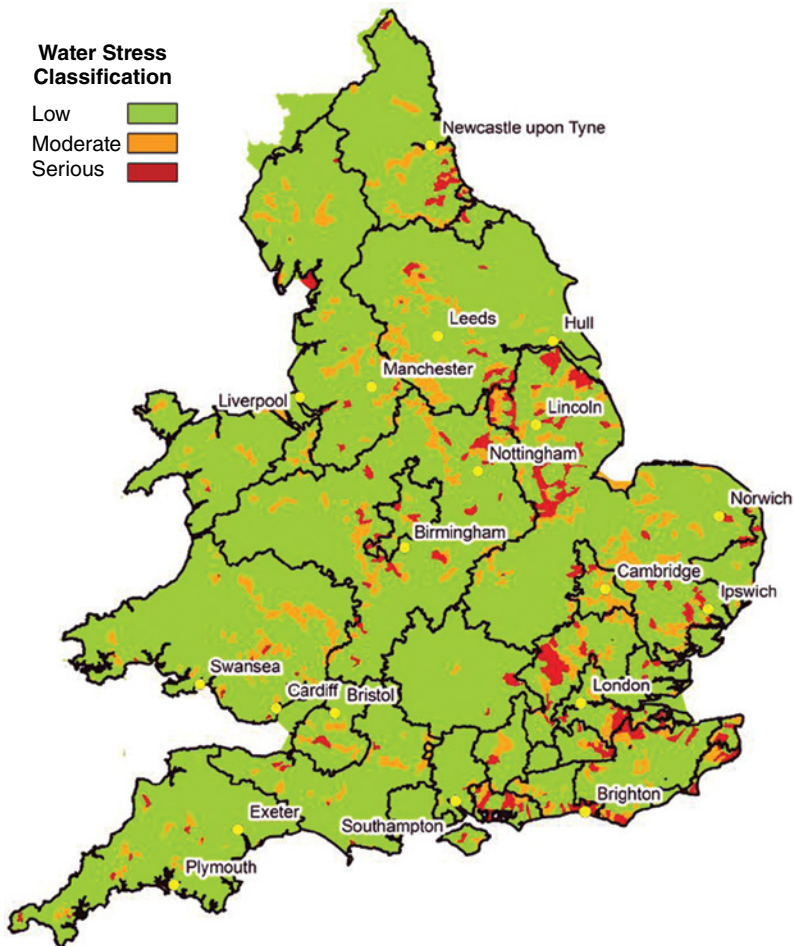 Water Stress
Classification
Low
Moderate
Serious
Newcastle upon Tyne
Leeds
Hull
Manchester
Liverpool
Lincoln
Nottingham
Norwich
Birmingham
Cambridge
Ipswich
Swansea
Cardiff
Bristol
London
Brighton
Exeter
Southampton
Plymouth